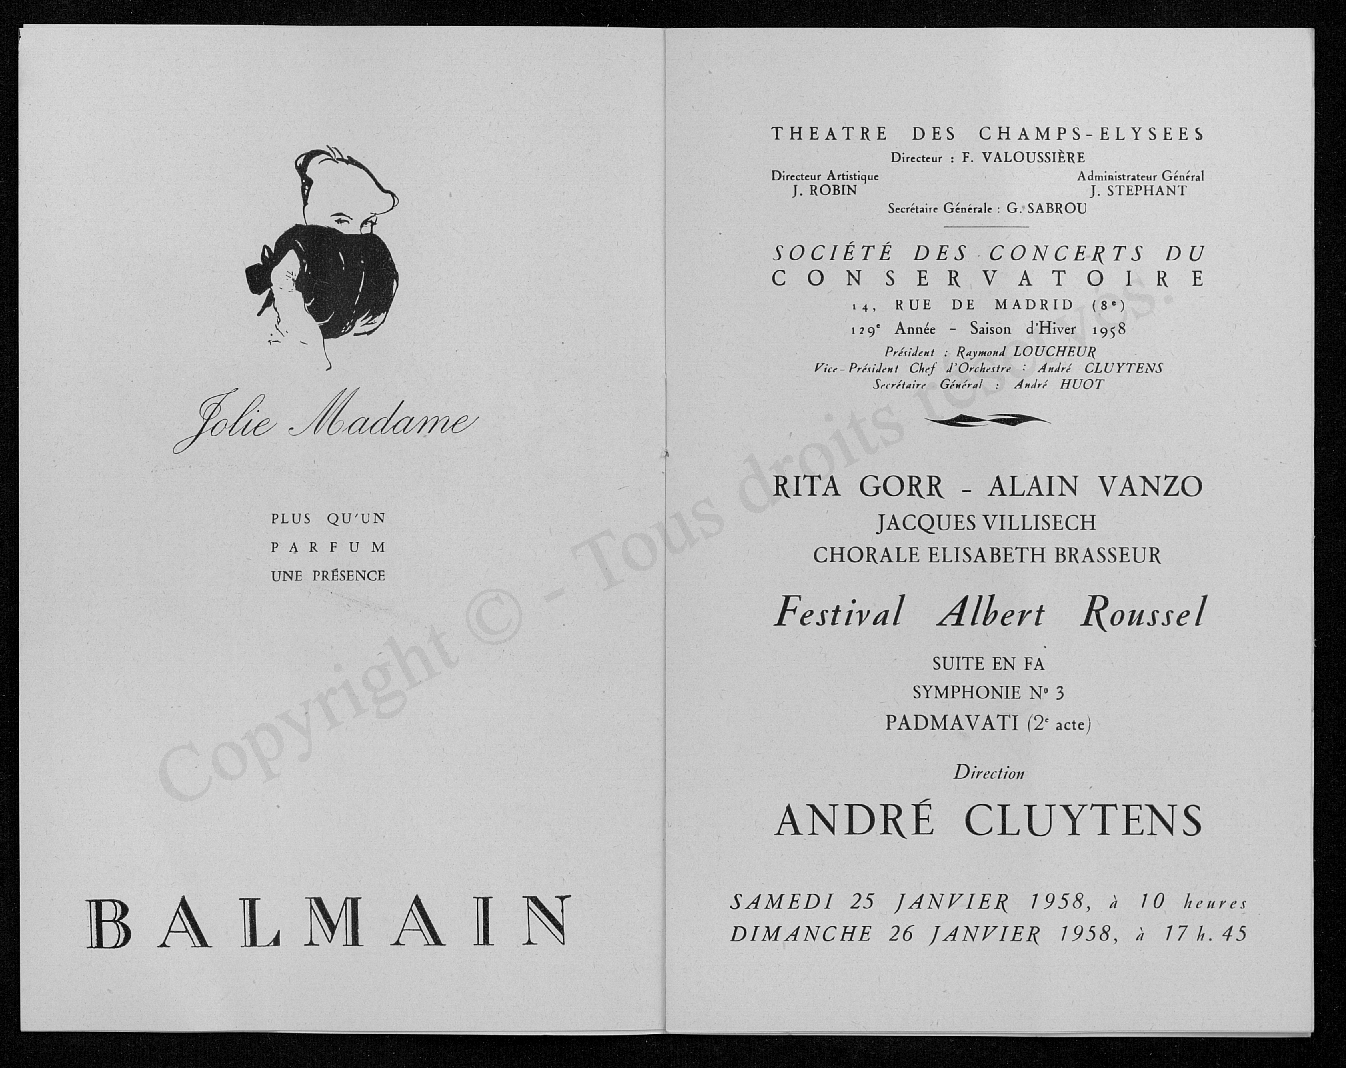 Jolie Madame
PLUS QU'UN
PARFUM
UNE PRÉSENCE
BALMAIN
THEATRE DES CHAMPS-ELYSEES
Directeur : F. VALOUSSIÈRE
Directeur Artistique
J. ROBIN
Administrateur Général
J. STEPHANT
Secrétaire Générale : G. SABROU
SOCIÉTÉ DES CONCERTS DU
CONSERVATOIRE
14, RUE DE MADRID (8e)
129e Année - Saison d'Hiver 1958
Président : Raymond LOUCHEUR
Vice-Président Chef d'Orchestre : André CLUYTENS
Secrétaire Général : André HUOT
RITA GORR - ALAIN VANZO
JACQUES VILLISECH
CHORALE ELISABETH BRASSEUR
Festival Albert Roussel
SUITE EN FA
SYMPHONIE No 3
PADMAVATI (2e acte)
Direction
ANDRÉ CLUYTENS
SAMEDI 25 JANVIER 1958, à 10 heures
DIMANCHE 26 JANVIER 1958, à 17 h. 45
Copyright © - Tous droits réservés.